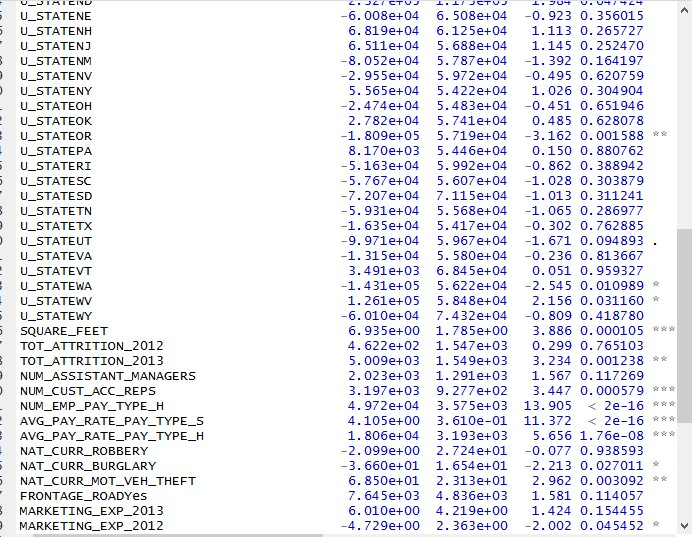 U_STATEND 2.327e+05 1.173e+05 1.984 0.047424
U_STATENE -6.008e+04 6.508e+04 -0.923 0.356015
U_STATENH 6.819e+04 6.125e+04 1.113 0.265727
U_STATENJ 6.511e+04 5.688e+04 1.145 0.252470
U_STATENM -8.052e+04 5.787e+04 -1.392 0.164197
U_STATENV -2.955e+04 5.972e+04 -0.495 0.620759
U_STATENY 5.565e+04 5.422e+04 1.026 0.304904
U_STATEOH -2.474e+04 5.483e+04 -0.451 0.651946
U_STATEOK 2.782e+04 5.741e+04 0.485 0.628078
U_STATEOR -1.809e+05 5.719e+04 -3.162 0.001588 **
U_STATEPA 8.170e+03 5.446e+04 0.150 0.880762
U_STATERI -5.163e+04 5.992e+04 -0.862 0.388942
U_STATESC -5.767e+04 5.607e+04 -1.028 0.303879
U_STATESD -7.207e+04 7.115e+04 -1.013 0.311241
U_STATETN -5.931e+04 5.568e+04 -1.065 0.286977
U_STATETX -1.635e+04 5.417e+04 -0.302 0.762885
U_STATEUT -9.971e+04 5.967e+04 -1.671 0.094893 .
U_STATEVA -1.315e+04 5.580e+04 -0.236 0.813667
U_STATEVT 3.491e+03 6.845e+04 0.051 0.959327
U_STATEWA -1.431e+05 5.622e+04 -2.545 0.010989 *
U_STATEWV 1.261e+05 5.848e+04 2.156 0.031160 *
U_STATEWY -6.010e+04 7.432e+04 -0.809 0.418780
SQUARE_FEET 6.935e+00 1.785e+00 3.886 0.000105 ***
TOT_ATTRITION_2012 4.622e+02 1.547e+03 0.299 0.765103
TOT_ATTRITION_2013 5.009e+03 1.549e+03 3.234 0.001238 **
NUM_ASSISTANT_MANAGERS 2.023e+03 1.291e+03 1.567 0.117269
NUM_CUST_ACC_REPS 3.197e+03 9.277e+02 3.447 0.000579 ***
NUM_EMP_PAY_TYPE_H 4.972e+04 3.575e+03 13.905 < 2e-16 ***
AVG_PAY_RATE_PAY_TYPE_S 4.105e+00 3.610e-01 11.372 < 2e-16 ***
AVG_PAY_RATE_PAY_TYPE_H 1.806e+04 3.193e+03 5.656 1.76e-08 ***
NAT_CURR_ROBBERY -2.099e+00 2.724e+01 -0.077 0.938593
NAT_CURR_BURGLARY -3.660e+01 1.654e+01 -2.213 0.027011 *
NAT_CURR_MOT_VEH_THEFT 6.850e+01 2.313e+01 2.962 0.003092 **
FRONTAGE_ROADYes 7.645e+03 4.836e+03 1.581 0.114057
MARKETING_EXP_2013 6.010e+00 4.219e+00 1.424 0.154455
MARKETING_EXP_2012 -4.729e+00 2.363e+00 -2.002 0.045452 *